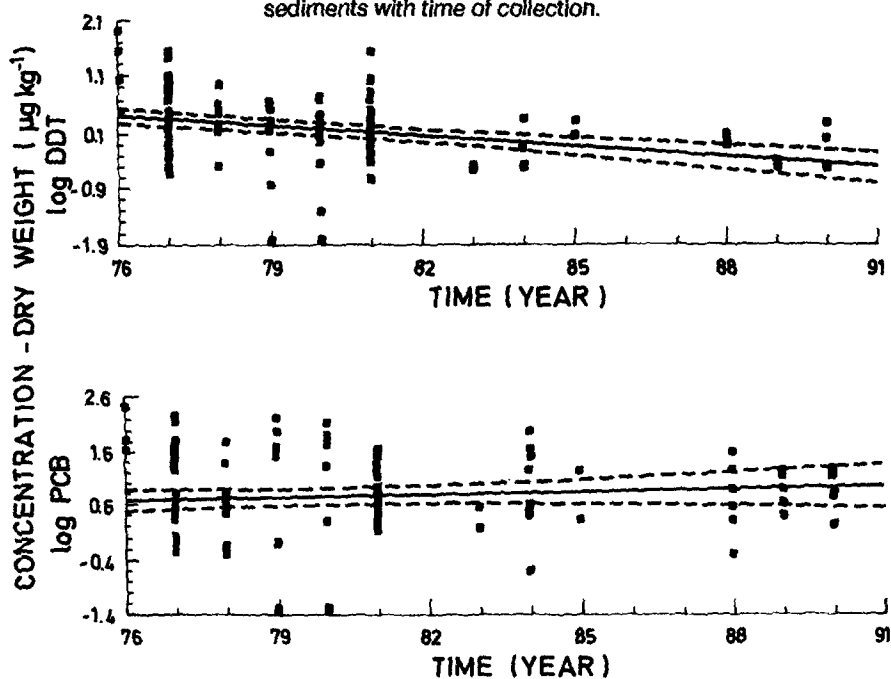 sediments with time of collection.
CONCENTRATION - DRY WEIGHT (µg kg⁻¹)
log DDT
2.1
1.1
0.1
-0.9
-1.9
76 79 82 85 88 91
TIME (YEAR)
log PCB
2.6
1.6
0.6
-0.4
-1.4
76 79 82 85 88 91
TIME (YEAR)